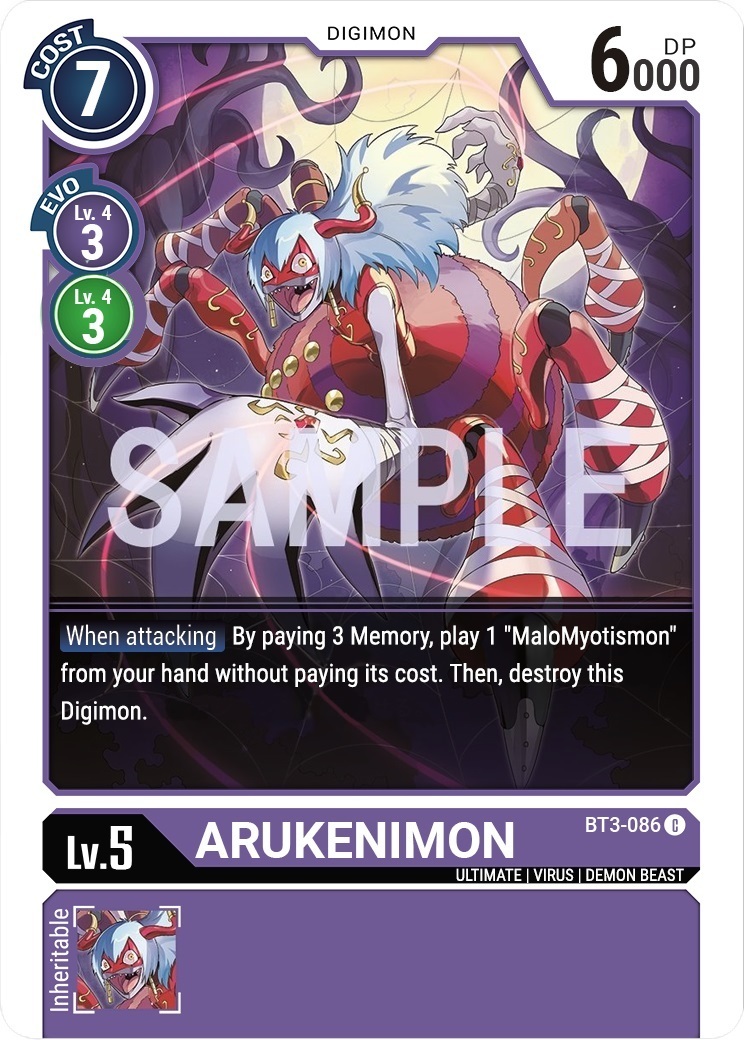 COST
7
DIGIMON
6000
DP
EVO
Lv. 4
3
Lv. 4
3
SAMPLE
When attacking By paying 3 Memory, play 1 "MaloMyotismon"
from your hand without paying its cost. Then, destroy this
Digimon.
Lv.5
ARUKENIMON
BT3-086 C
ULTIMATE | VIRUS | DEMON BEAST
Inheritable